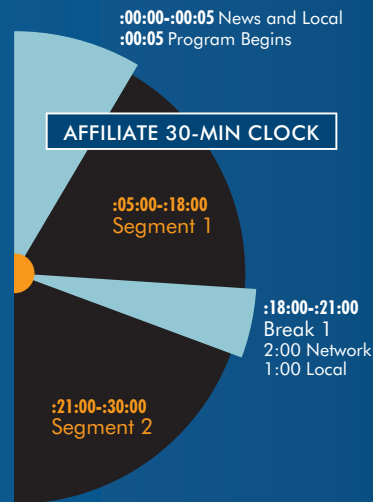 :00:00-:00:05 News and Local
:00:05 Program Begins
AFFILIATE 30-MIN CLOCK
:05:00-:18:00
Segment 1
:18:00-:21:00
Break 1
2:00 Network
1:00 Local
:21:00-:30:00
Segment 2